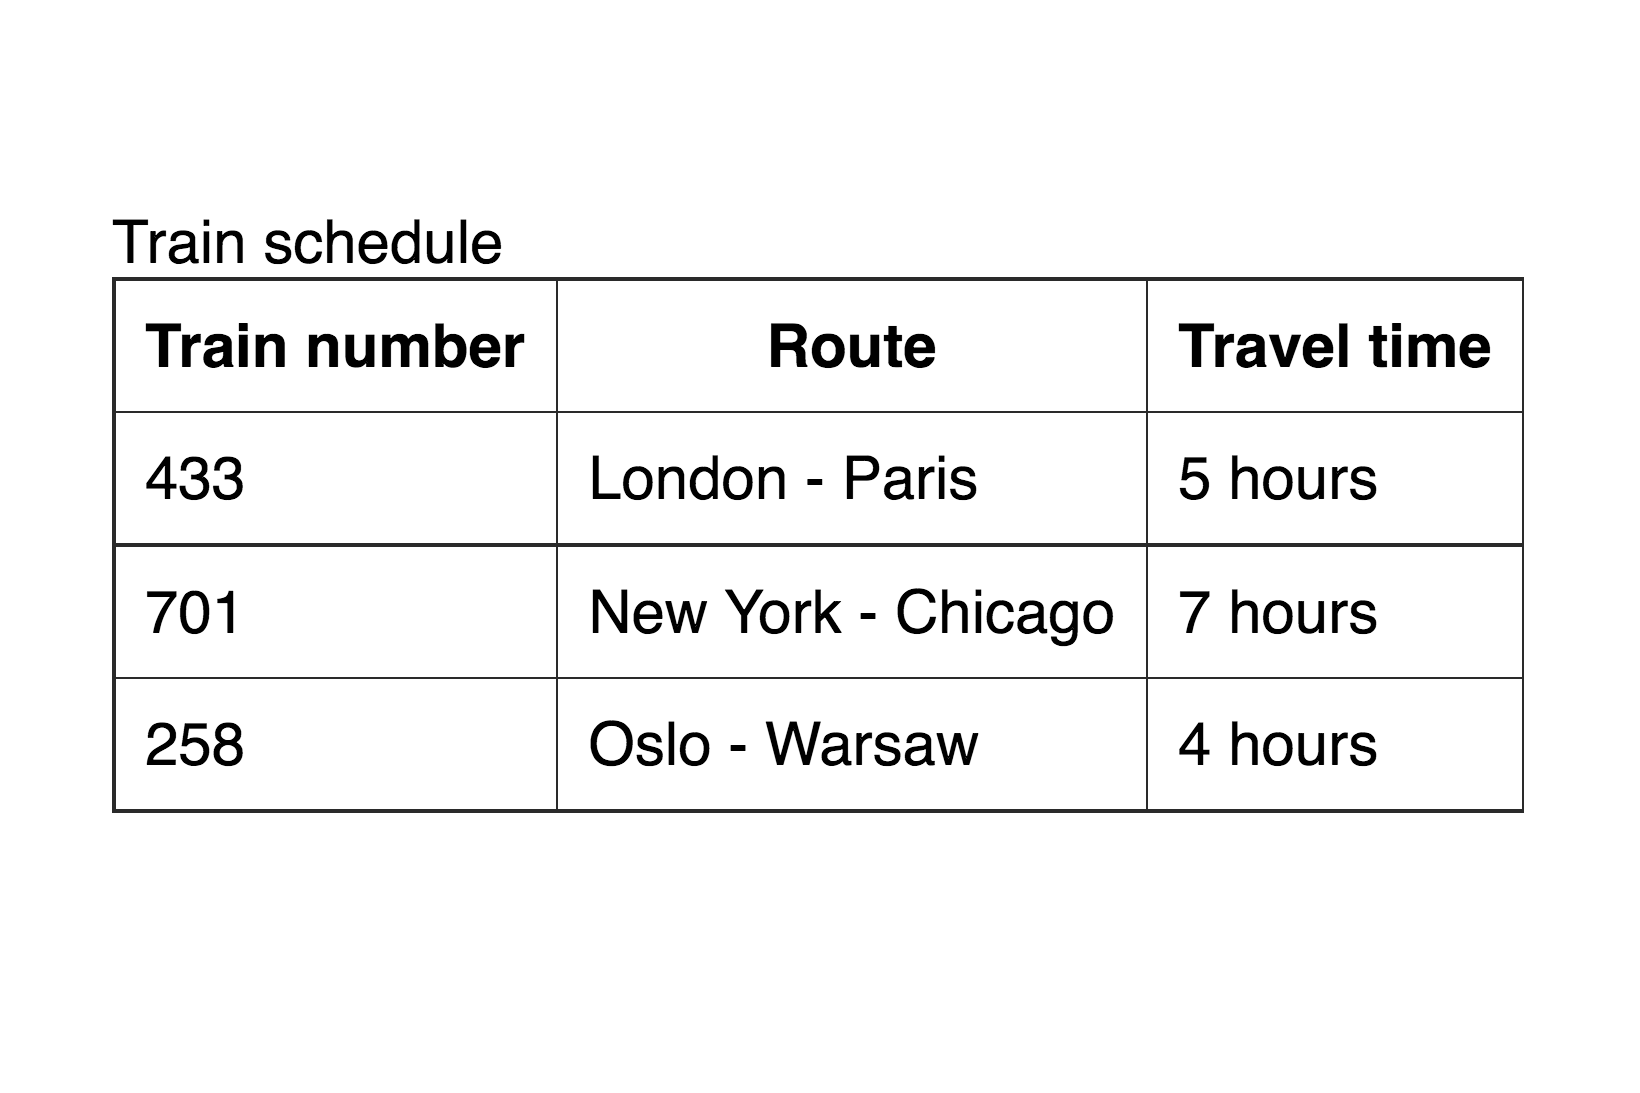 Train schedule
Train number Route Travel time
433 London - Paris 5 hours
701 New York - Chicago 7 hours
258 Oslo - Warsaw 4 hours